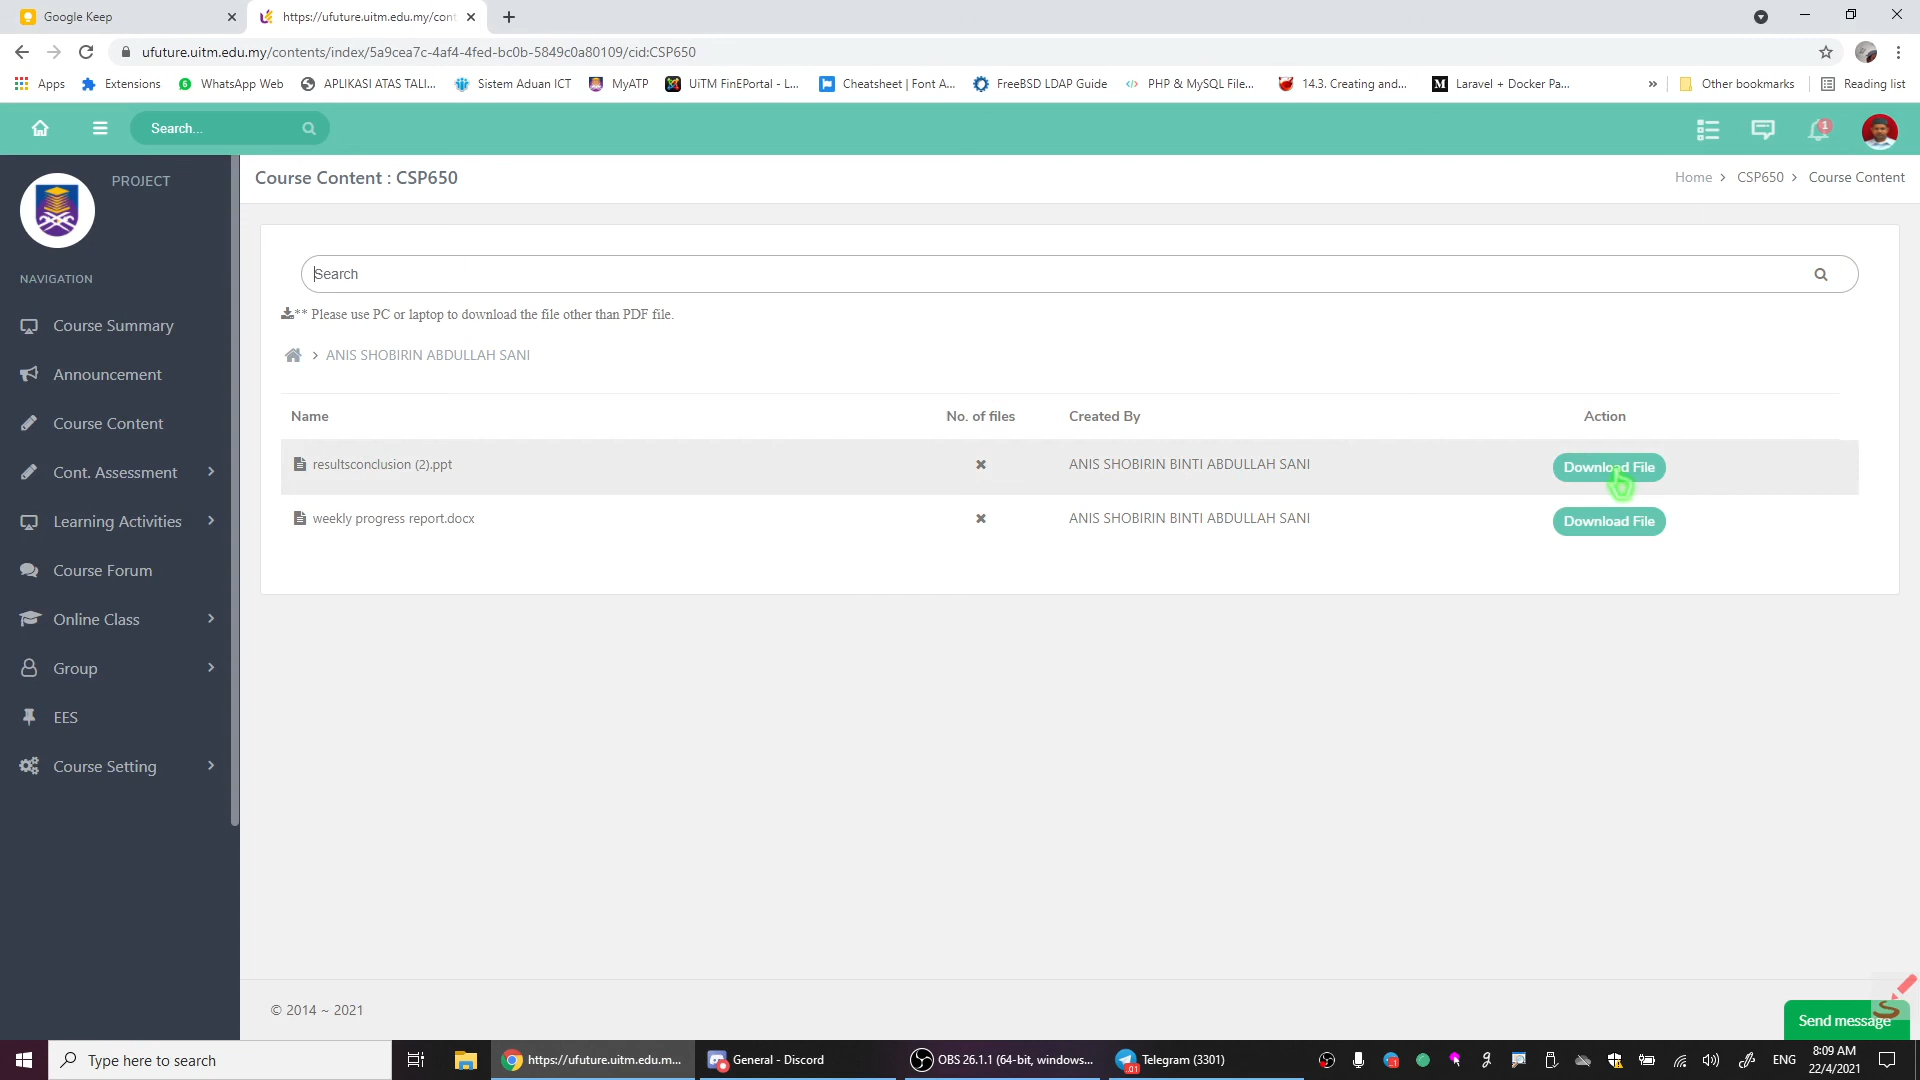 Google Keep
https://ufuture.uitm.edu.my/cont
ufuture.uitm.edu.my/contents/index/5a9cea7c-4af4-4fed-bc0b-5849c0a80109/cid:CSP650
Apps
Extensions
WhatsApp Web
APLIKASI ATAS TALI...
Sistem Aduan ICT
MyATP
UiTM FinEPortal - L...
Cheatsheet | Font A...
FreeBSD LDAP Guide
PHP & MySQL File...
14.3. Creating and...
Laravel + Docker Pa...
»
Other bookmarks
Reading list
Search...
1
PROJECT
Course Content : CSP650
Home > CSP650 > Course Content
NAVIGATION
Course Summary
Announcement
Course Content
Cont. Assessment
Learning Activities
Course Forum
Online Class
Group
EES
Course Setting
Search
** Please use PC or laptop to download the file other than PDF file.
> ANIS SHOBIRIN ABDULLAH SANI
Name No. of files Created By Action
resultsconclusion (2).ppt ANIS SHOBIRIN BINTI ABDULLAH SANI Download File
weekly progress report.docx ANIS SHOBIRIN BINTI ABDULLAH SANI Download File
© 2014 ~ 2021
Send message
Type here to search
https://ufuture.uitm.edu.m...
General - Discord
OBS 26.1.1 (64-bit, windows...
Telegram (3301)
ENG
8:09 AM
22/4/2021